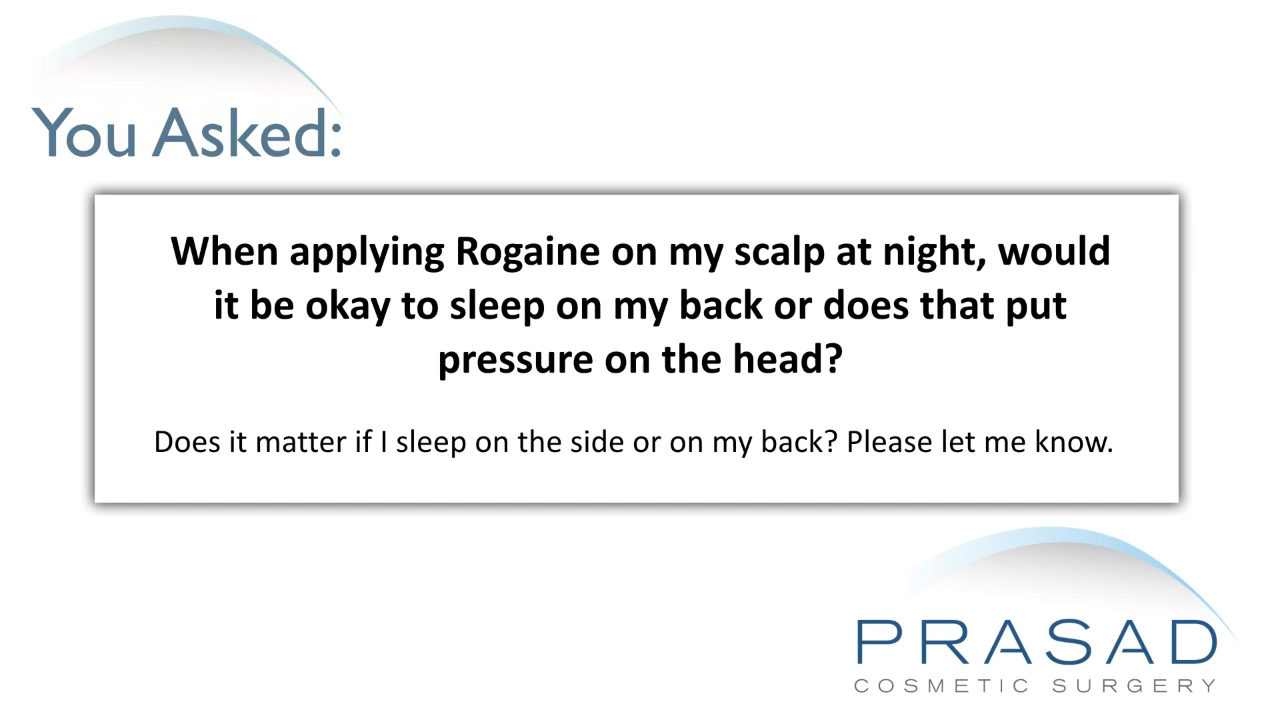 You Asked:
When applying Rogaine on my scalp at night, would
it be okay to sleep on my back or does that put
pressure on the head?
Does it matter if I sleep on the side or on my back? Please let me know.
PRASAD
COSMETIC SURGERY